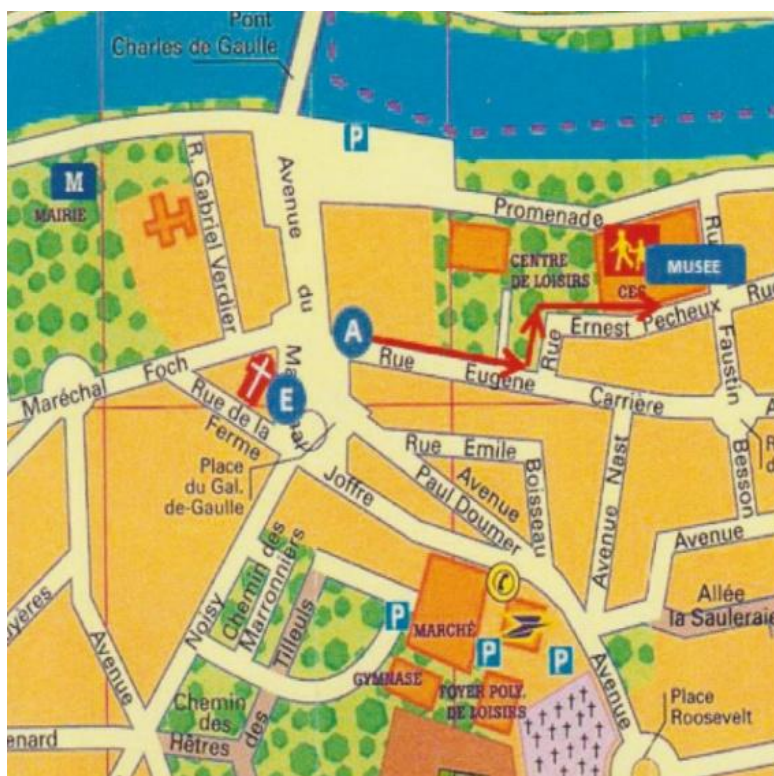 Pont
Charles de Gaulle
P
M
MAIRIE
R. Gabriel Verdier
Avenue
du
Promenade
CENTRE
DE LOISIRS
CES
MUSEE
A
Rue
Eugène
Carrière
Rue
Ernest Pecheux
Rue
Faustin
Besson
Maréchal
Foch
E
Rue de la
Ferme
Place
du Gal.
de-Gaulle
Joffre
Rue Emile
Boisseau
Avenue
Paul Doumer
Avenue Nast
Avenue
Allée
la Sauleraie
Noisy
Chemin des
Marronniers
Tilleuls
des
Chemin
des
Hêtres
Avenue
P
MARCHÉ
GYMNASE
P
P
FOYER POLY.
DE LOISIRS
Avenue
Place
Roosevelt